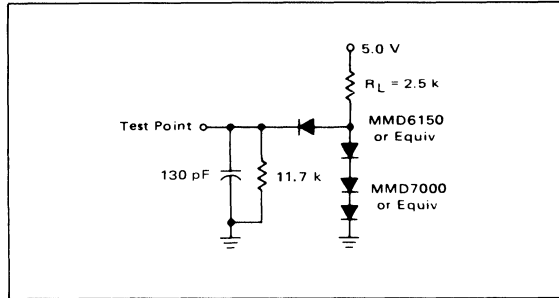 5.0 V
R_L = 2.5 k
Test Point
MMD6150
or Equiv
130 pF
11.7 k
MMD7000
or Equiv